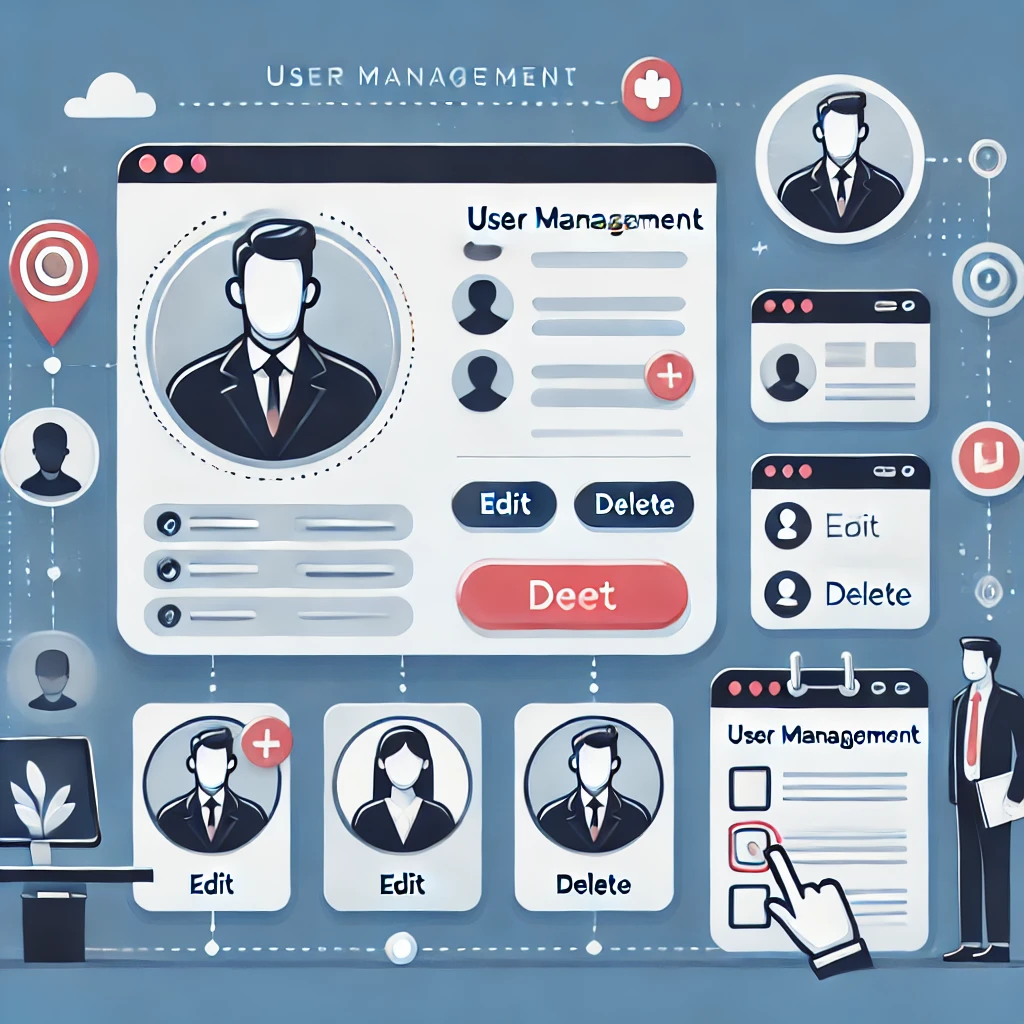 USER MANAGEMENT
User Management
Edit
Delete
Deet
Eoit
Delete
User Management
Edit
Edit
Delete